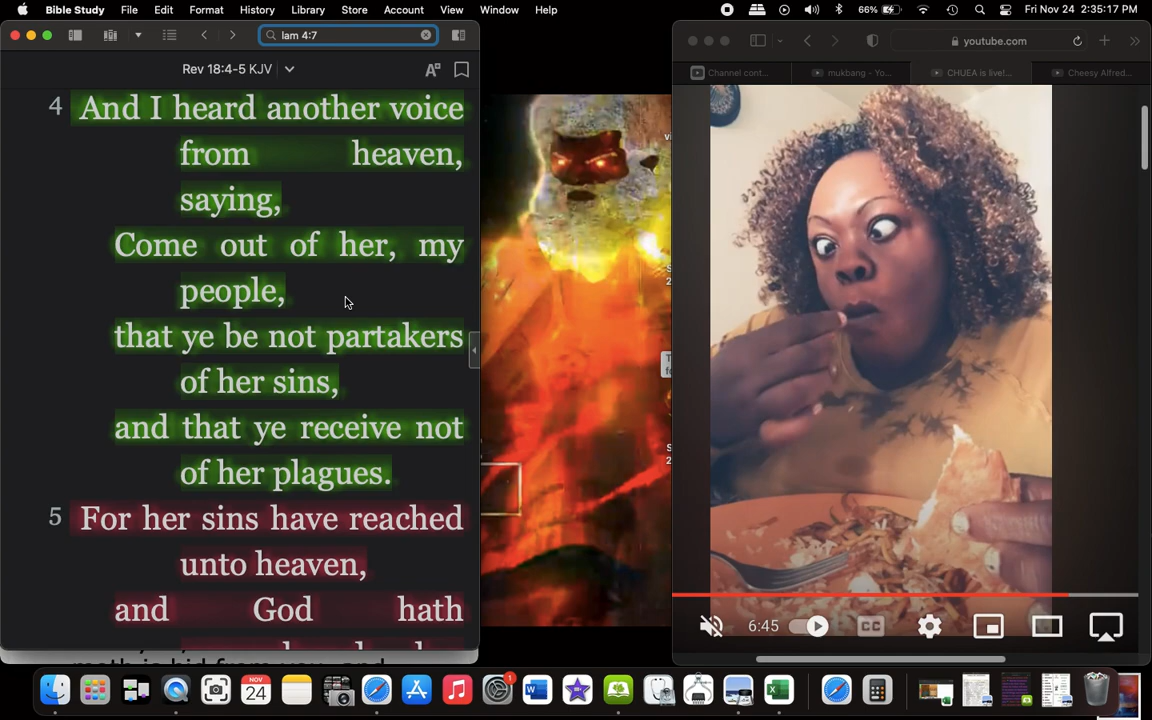 Bible Study File Edit Format History Library Store Account View Window Help
66%
Fri Nov 24 2:35:17 PM
lam 4:7
youtube.com
Rev 18:4-5 KJV
Channel cont...
mukbang - Yo...
CHUEA is live!...
Cheesy Alfred...
4 And I heard another voice
from heaven,
saying,
Come out of her, my
people,
that ye be not partakers
of her sins,
and that ye receive not
of her plagues.
5 For her sins have reached
unto heaven,
and God hath
6:45
CC
NOV
24
1